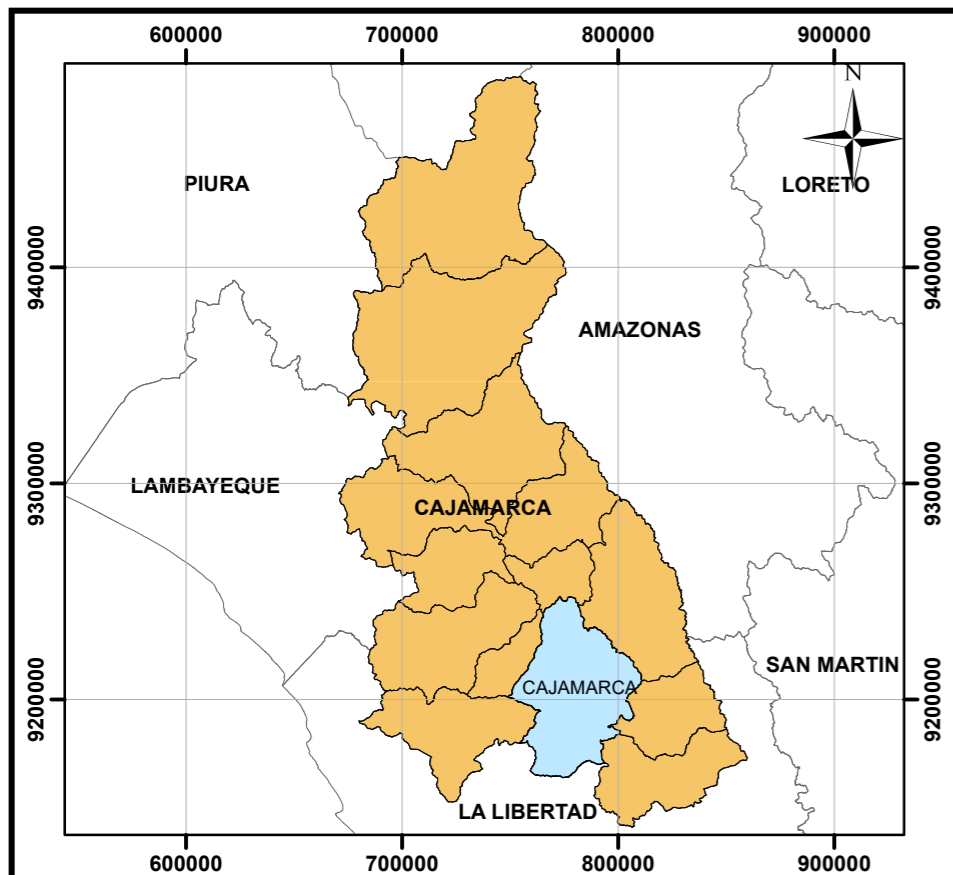 600000 700000 800000 900000
N
PIURA
LORETO
9400000
9400000
AMAZONAS
LAMBAYEQUE
9300000
9300000
CAJAMARCA
SAN MARTIN
CAJAMARCA
9200000
9200000
LA LIBERTAD
600000 700000 800000 900000